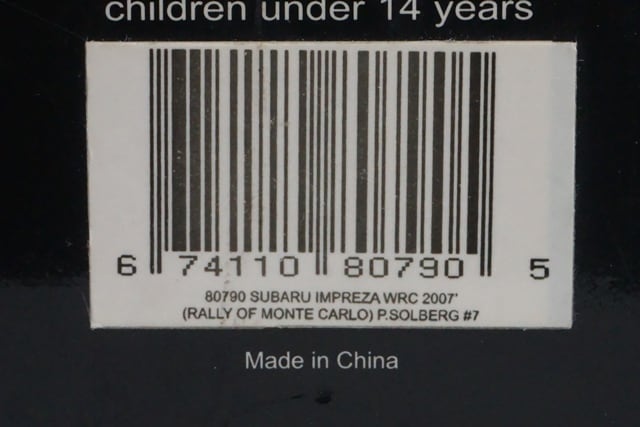 children under 14 years
6 74110 80790 5
80790 SUBARU IMPREZA WRC 2007'
(RALLY OF MONTE CARLO) P.SOLBERG #7
Made in China